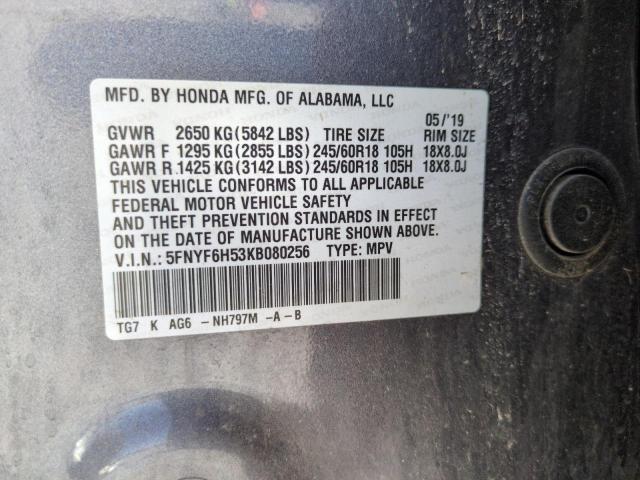 MFD. BY HONDA MFG. OF ALABAMA, LLC
05/'19
GVWR 2650 KG(5842 LBS) TIRE SIZE RIM SIZE
GAWR F 1295 KG(2855 LBS) 245/60R18 105H 18X8.0J
GAWR R 1425 KG(3142 LBS) 245/60R18 105H 18X8.0J
THIS VEHICLE CONFORMS TO ALL APPLICABLE
FEDERAL MOTOR VEHICLE SAFETY
AND THEFT PREVENTION STANDARDS IN EFFECT
ON DATE OF MANUFACTURE SHOWN ABOVE.
V.I.N.: 5FNYF6H53KB080256 TYPE: MPV
TG7 K AG6 -NH797M -A-B